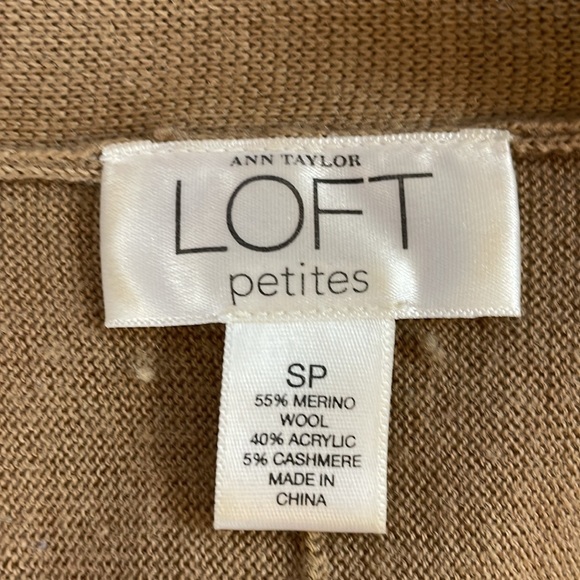 ANN TAYLOR
LOFT
petites
SP
55% MERINO
WOOL
40% ACRYLIC
5% CASHMERE
MADE IN
CHINA